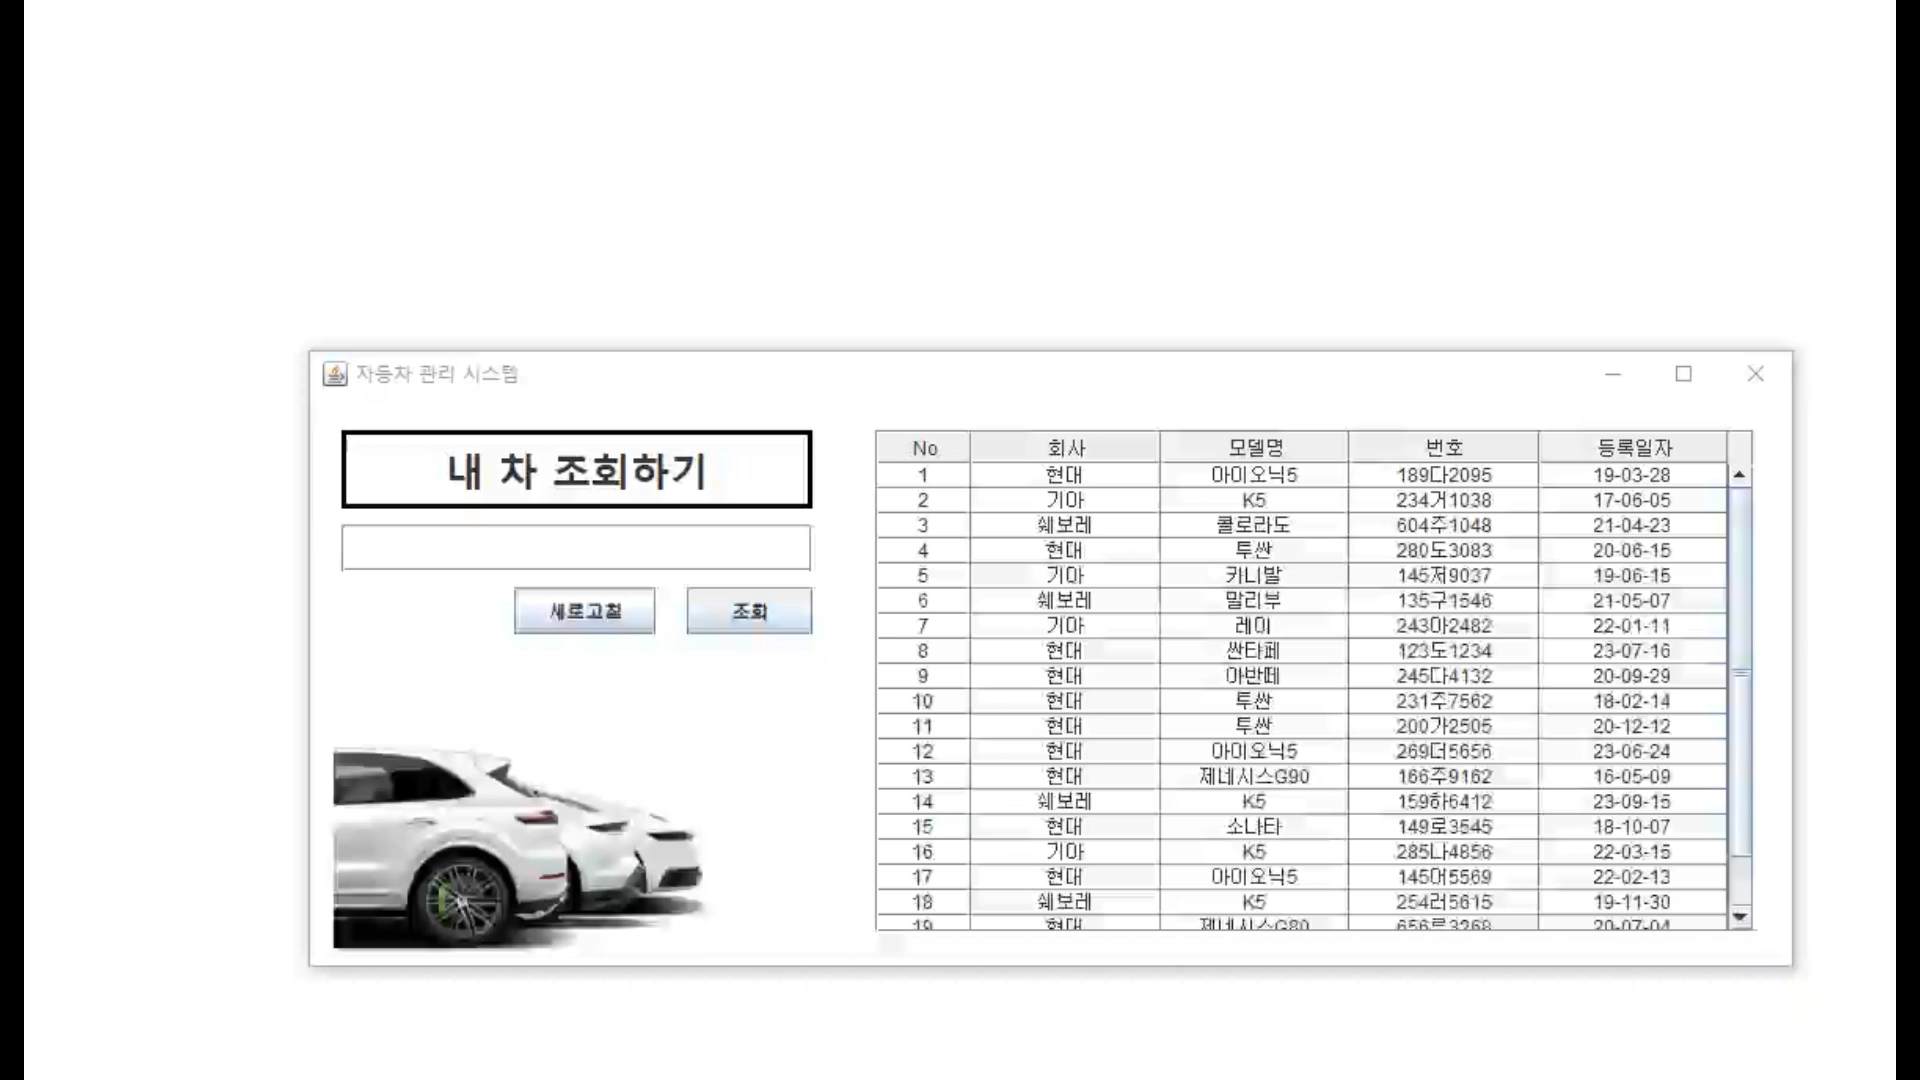 자동차 관리 시스템
내 차 조회하기
새로고침 조회
No 회사 모델명 번호 등록일자
1 현대 아이오닉5 189다2095 19-03-28
2 기아 K5 234거1038 17-06-05
3 쉐보레 콜로라도 604주1048 21-04-23
4 현대 투싼 280도3083 20-06-15
5 기아 카니발 145저9037 19-06-15
6 쉐보레 말리부 135구1546 21-05-07
7 기아 레이 243아2482 22-01-11
8 현대 싼타페 123도1234 23-07-16
9 현대 아반떼 245다4132 20-09-29
10 현대 투싼 231주7562 18-02-14
11 현대 투싼 200가2505 20-12-12
12 현대 아이오닉5 269더5656 23-06-24
13 현대 제네시스G90 166주9162 16-05-09
14 쉐보레 K5 159하6412 23-09-15
15 현대 소나타 149로3545 18-10-07
16 기아 K5 285나4856 22-03-15
17 현대 아이오닉5 145어5569 22-02-13
18 쉐보레 K5 254러5615 19-11-30
19 현대 제네시스G80 20-07-04